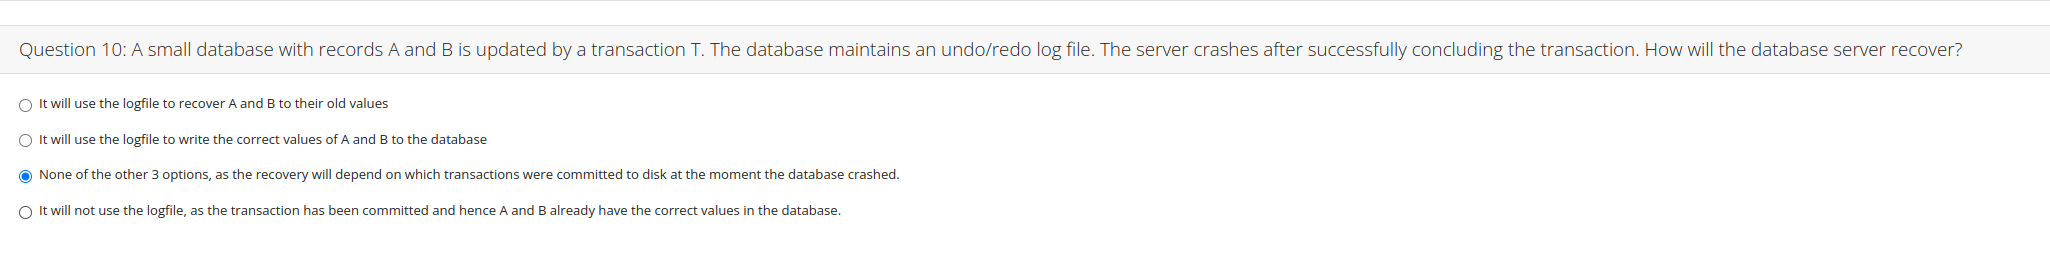 Question 10: A small database with records A and B is updated by a transaction T. The database maintains an undo/redo log file. The server crashes after successfully concluding the transaction. How will the database server recover?
It will use the logfile to recover A and B to their old values
It will use the logfile to write the correct values of A and B to the database
None of the other 3 options, as the recovery will depend on which transactions were committed to disk at the moment the database crashed.
It will not use the logfile, as the transaction has been committed and hence A and B already have the correct values in the database.